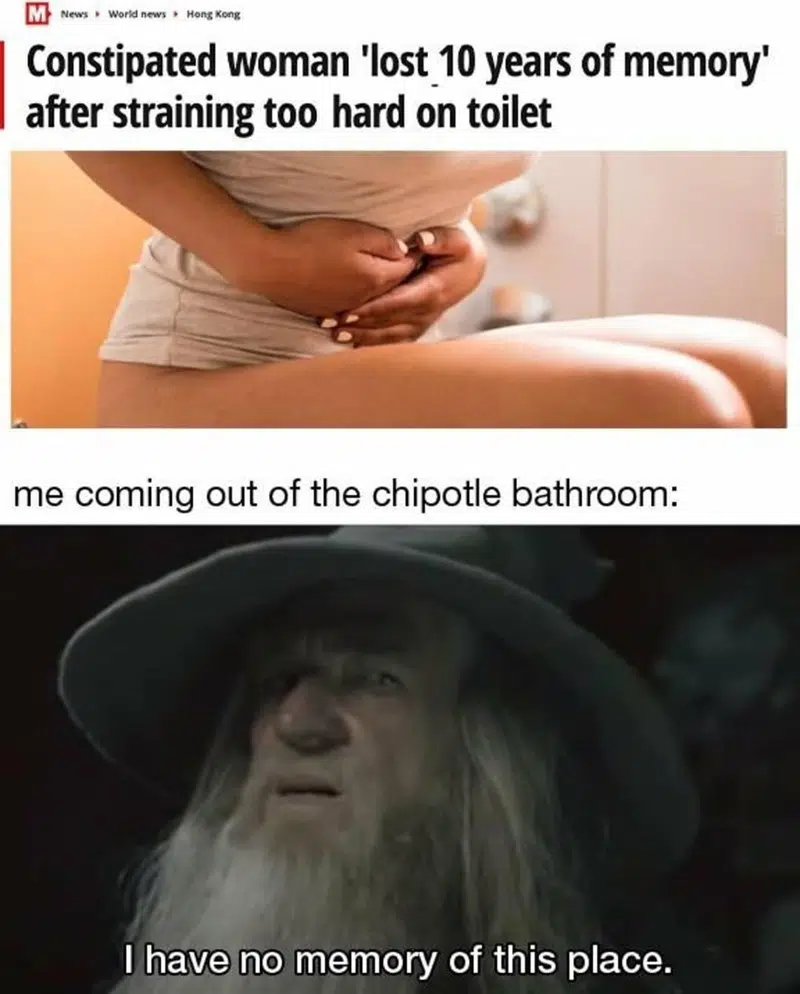 M News ▸ World news ▸ Hong Kong
Constipated woman 'lost 10 years of memory'
after straining too hard on toilet
me coming out of the chipotle bathroom:
I have no memory of this place.